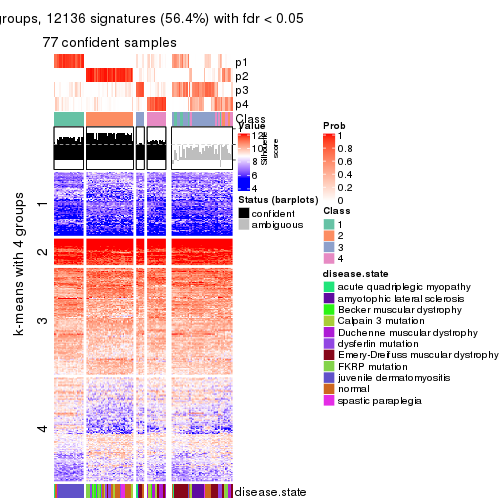 groups, 12136 signatures (56.4%) with fdr < 0.05
77 confident samples
p1
p2
p3
p4
Class
Value
12
10
8
6
4
Silhouette
score
Status (barplots)
confident
ambiguous
Prob
1
0.8
0.6
0.4
0.2
0
Class
1
2
3
4
disease.state
acute quadriplegic myopathy
amyotophic lateral sclerosis
Becker muscular dystrophy
Calpain 3 mutation
Duchenne muscular dystrophy
dysferlin mutation
Emery-Dreifuss muscular dystrophy
FKRP mutation
juvenile dermatomyositis
normal
spastic paraplegia
k-means with 4 groups
1
2
3
4
disease.state